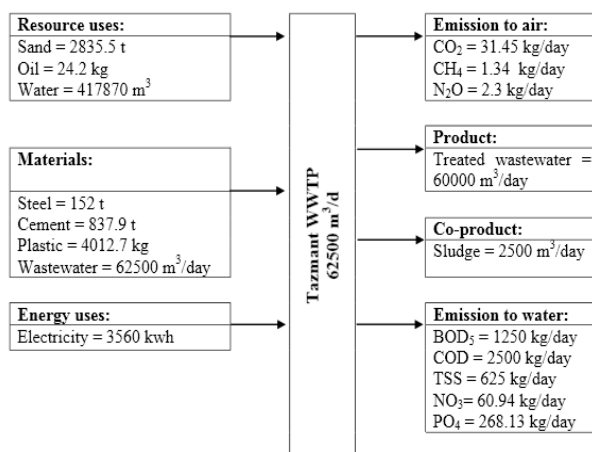 Resource uses:
Sand = 2835.5 t
Oil = 24.2 kg
Water = 417870 m³
Materials:
Steel = 152 t
Cement = 837.9 t
Plastic = 4012.7 kg
Wastewater = 62500 m³/day
Energy uses:
Electricity = 3560 kwh
Tazmant WWTP
62500 m³/d
Emission to air:
CO₂ = 31.45 kg/day
CH₄ = 1.34 kg/day
N₂O = 2.3 kg/day
Product:
Treated wastewater =
60000 m³/day
Co-product:
Sludge = 2500 m³/day
Emission to water:
BOD₅ = 1250 kg/day
COD = 2500 kg/day
TSS = 625 kg/day
NO₃= 60.94 kg/day
PO₄ = 268.13 kg/day